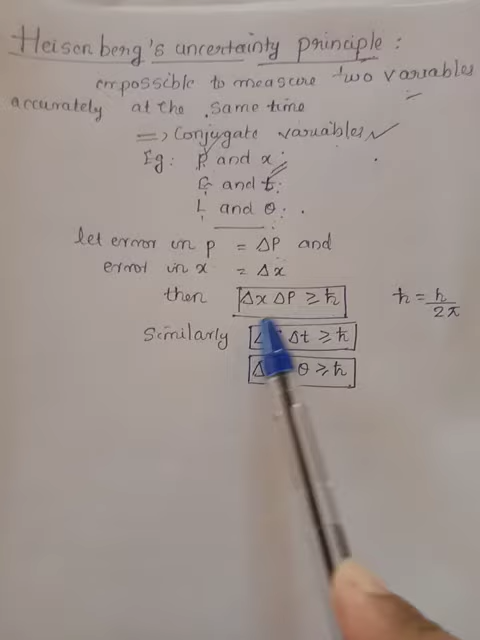 Heisenberg's uncertainty principle :
impossible to measure two variables
accurately at the same time
=> Conjugate variables ✓
Eg: P and x;
E and t:
L and θ:
let error in p = ΔP and
error in x = Δx
then Δx ΔP ≥ ħ ħ = h/2π
Similarly Δt ≥ ħ
θ ≥ ħ